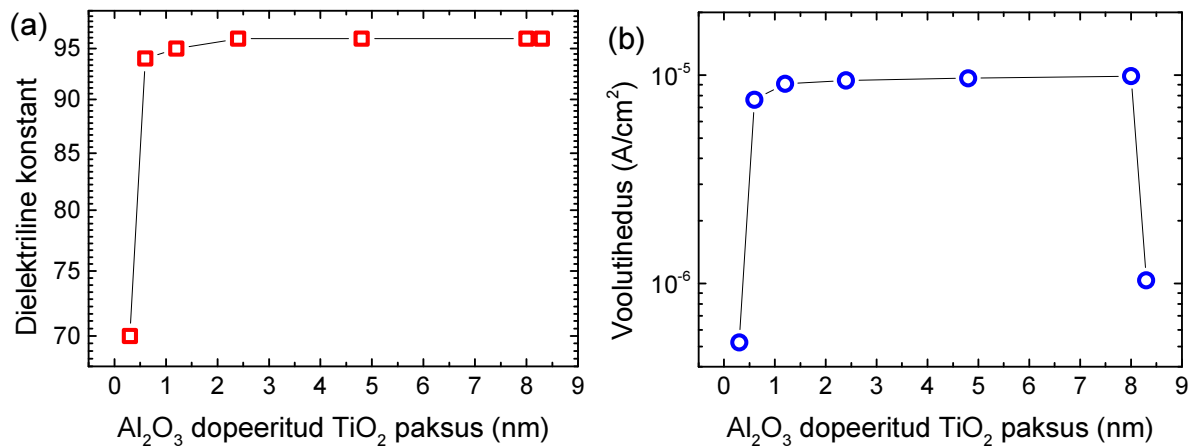 (a)
Dielektriline konstant
95
90
85
80
75
70
0 1 2 3 4 5 6 7 8 9
Al₂O₃ dopeeritud TiO₂ paksus (nm)
(b)
Voolutihedus (A/cm²)
10⁻⁵
10⁻⁶
0 1 2 3 4 5 6 7 8 9
Al₂O₃ dopeeritud TiO₂ paksus (nm)